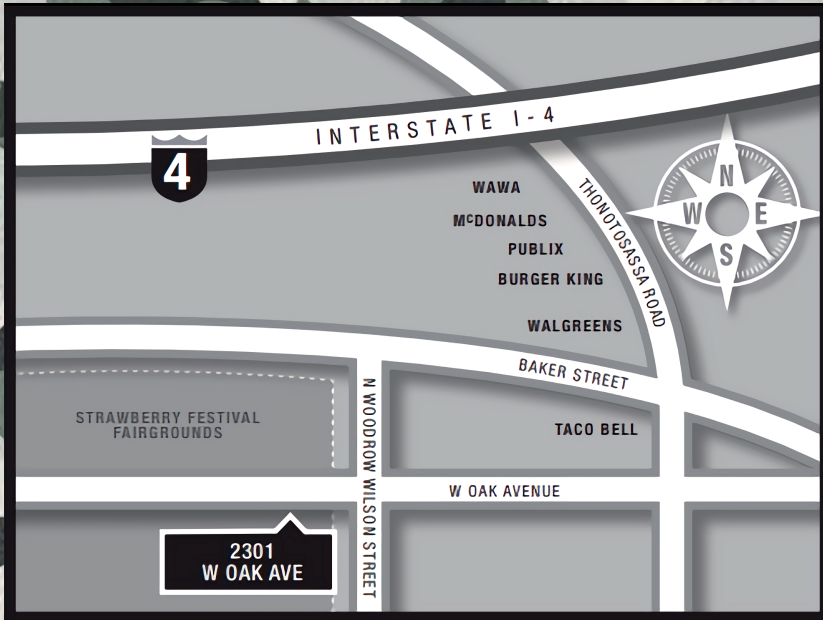 INTERSTATE I-4
4
WAWA
McDONALDS
PUBLIX
BURGER KING
WALGREENS
THONOTOSASSA ROAD
N
W E
S
BAKER STREET
STRAWBERRY FESTIVAL
FAIRGROUNDS
N WOODROW WILSON STREET
TACO BELL
W OAK AVENUE
2301
W OAK AVE